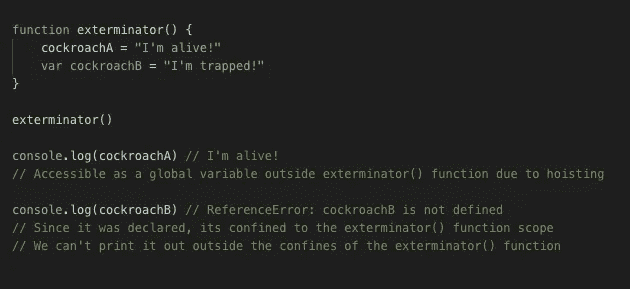 function exterminator() {
    cockroachA = "I'm alive!"
    var cockroachB = "I'm trapped!"
}
exterminator()
console.log(cockroachA) // I'm alive!
// Accessible as a global variable outside exterminator() function due to hoisting
console.log(cockroachB) // ReferenceError: cockroachB is not defined
// Since it was declared, its confined to the exterminator() function scope
// We can't print it out outside the confines of the exterminator() function